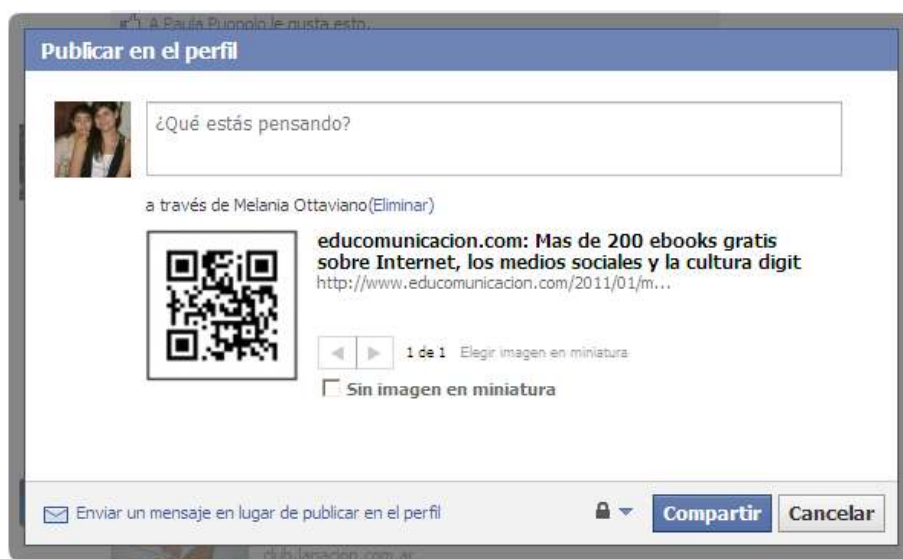 A Paula Puopolo le gusta esto.
Publicar en el perfil
¿Qué estás pensando?
a través de Melania Ottaviano(Eliminar)
educomunicacion.com: Mas de 200 ebooks gratis
sobre Internet, los medios sociales y la cultura digit
http://www.educomunicacion.com/2011/01/m...
1 de 1 Elegir imagen en miniatura
Sin imagen en miniatura
Enviar un mensaje en lugar de publicar en el perfil
Compartir
Cancelar
club.lanacion.com.ar